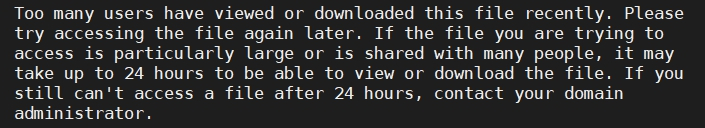 Too many users have viewed or downloaded this file recently. Please
try accessing the file again later. If the file you are trying to
access is particularly large or is shared with many people, it may
take up to 24 hours to be able to view or download the file. If you
still can't access a file after 24 hours, contact your domain
administrator.